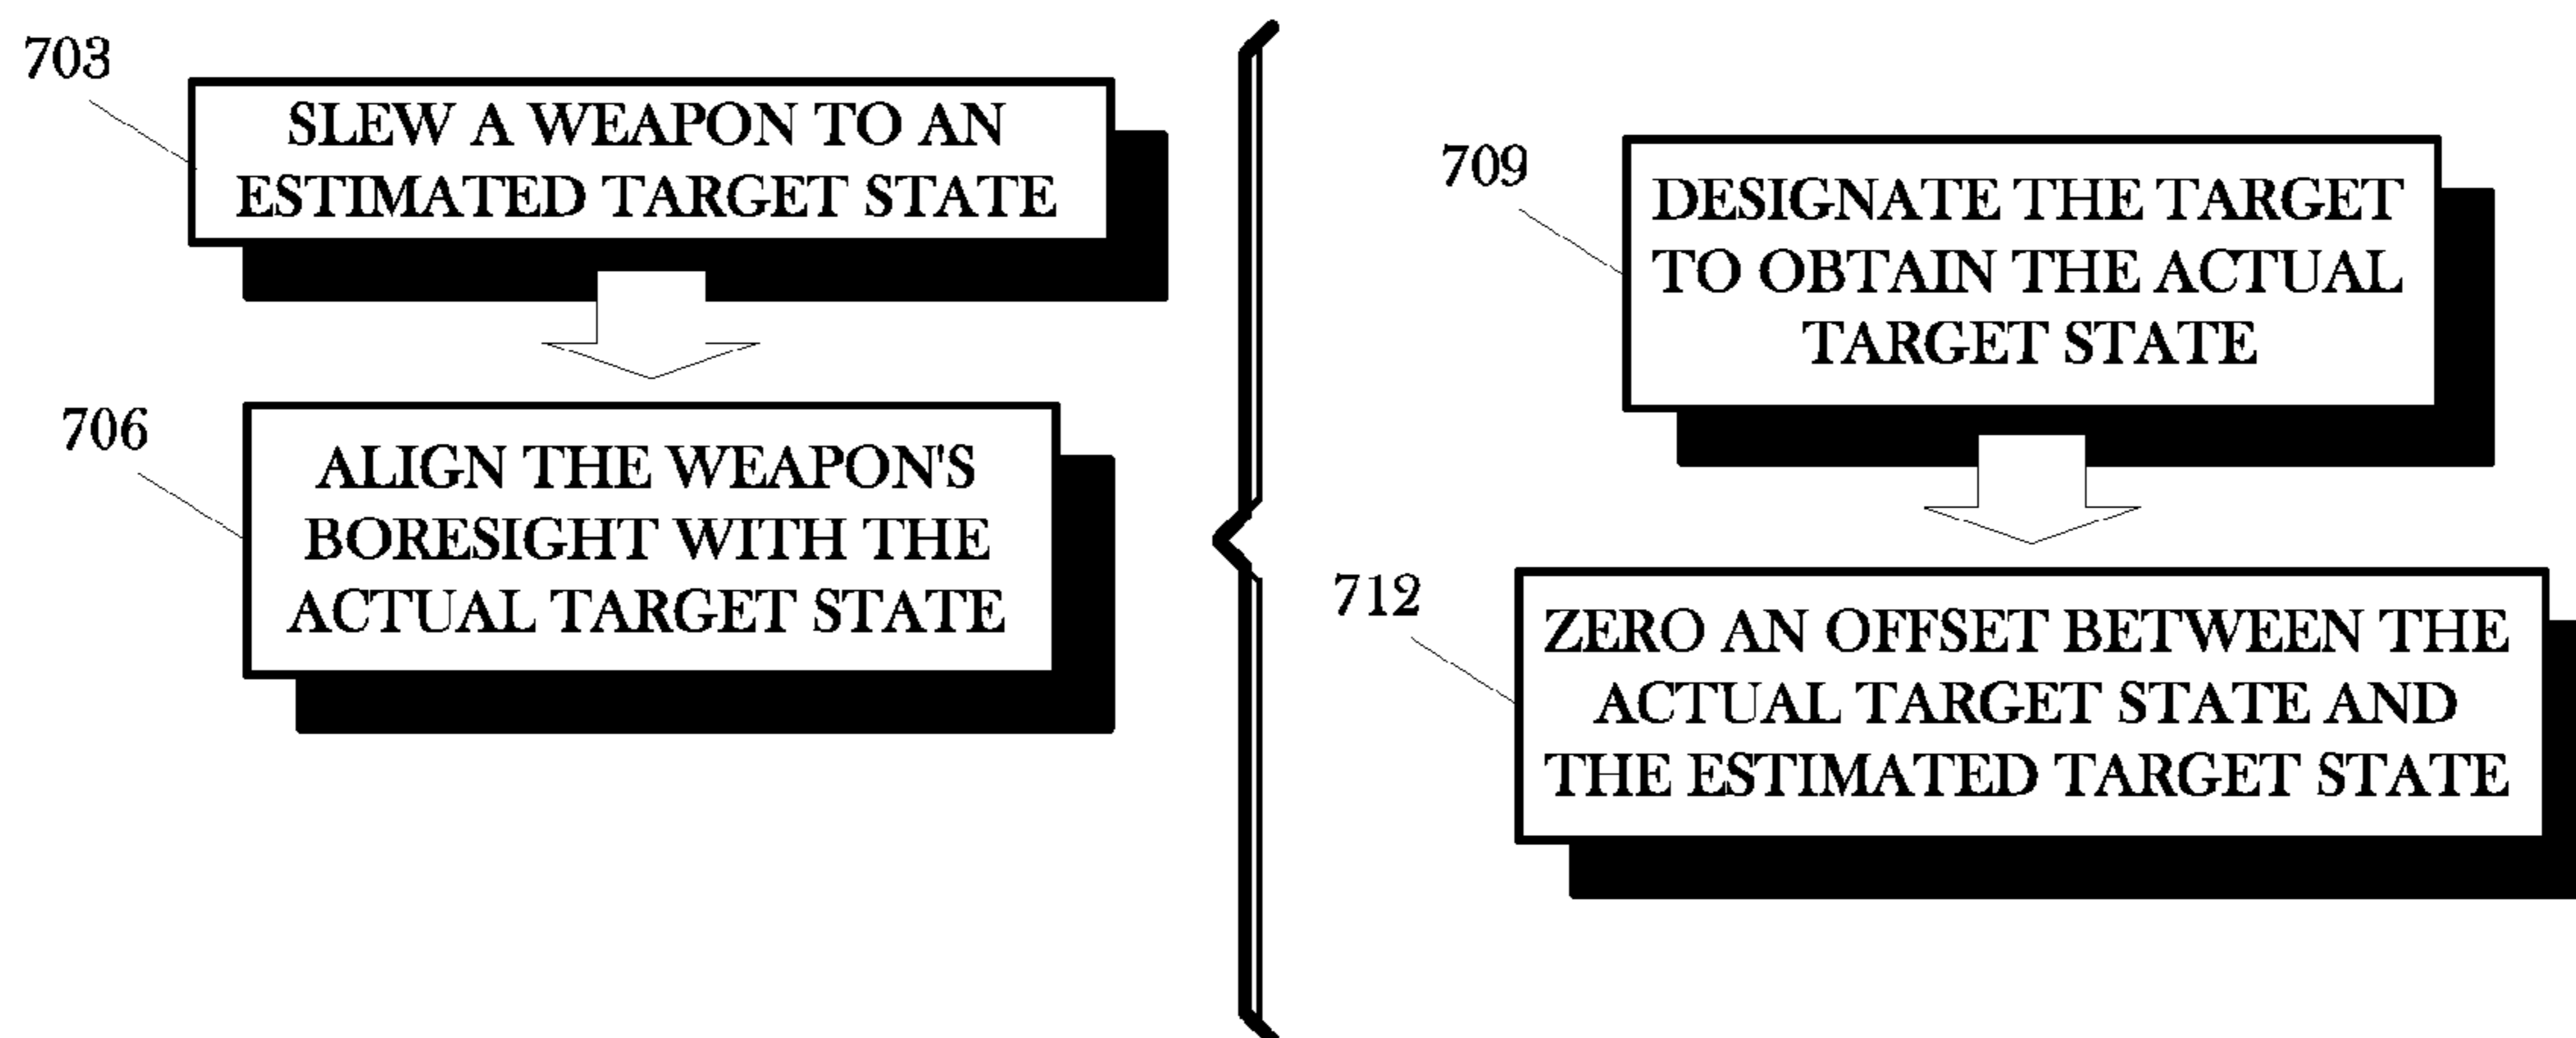 703
SLEW A WEAPON TO AN
ESTIMATED TARGET STATE
706
ALIGN THE WEAPON'S
BORESIGHT WITH THE
ACTUAL TARGET STATE
709
DESIGNATE THE TARGET
TO OBTAIN THE ACTUAL
TARGET STATE
712
ZERO AN OFFSET BETWEEN THE
ACTUAL TARGET STATE AND
THE ESTIMATED TARGET STATE